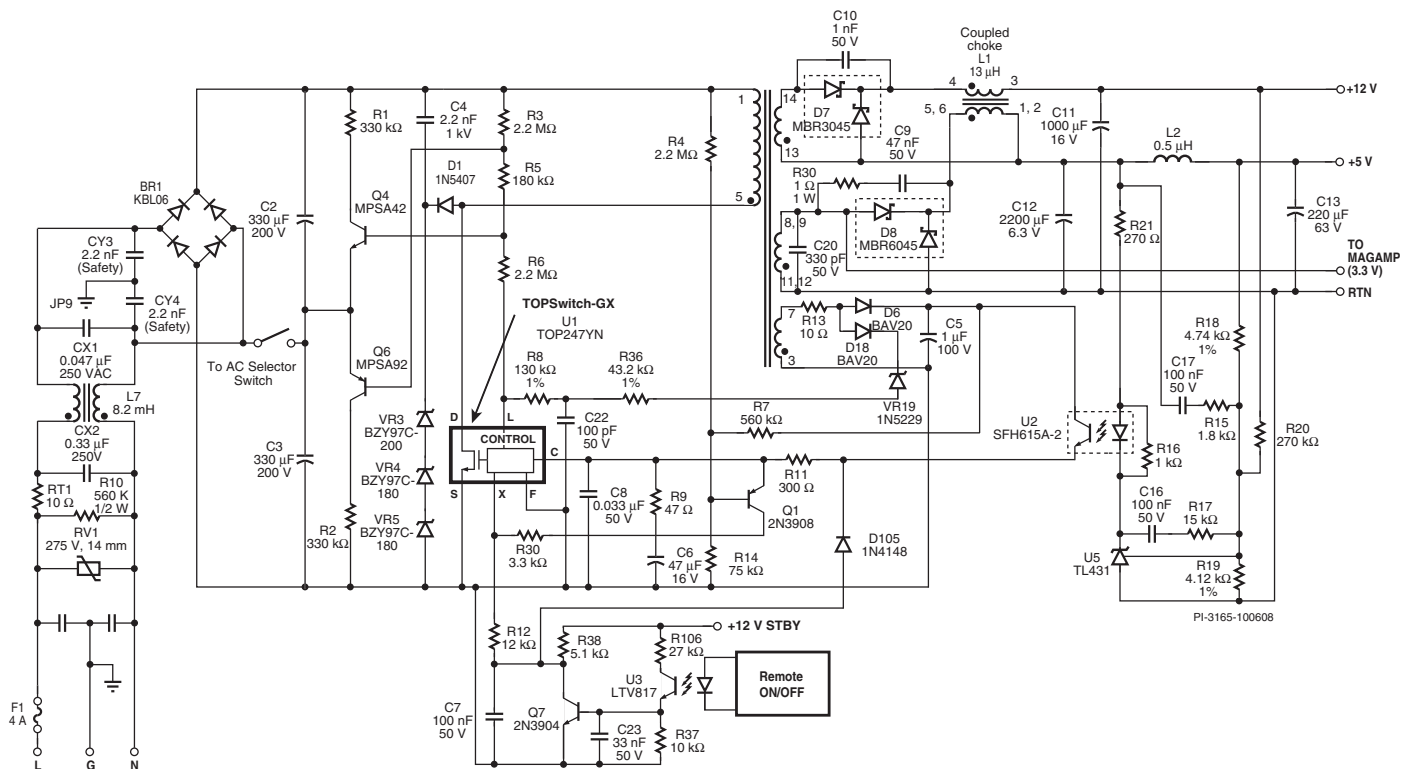 C10
1 nF
50 V
Coupled
choke
L1
13 µH
4
3
+12 V
1
14
D7
MBR3045
5, 6
1, 2
C11
1000 µF
16 V
C9
47 nF
50 V
L2
0.5 µH
13
+5 V
R1
330 kΩ
C4
2.2 nF
1 kV
R3
2.2 MΩ
R4
2.2 MΩ
D1
1N5407
R5
180 kΩ
5
R30
1 Ω
1 W
BR1
KBL06
C2
330 µF
200 V
Q4
MPSA42
8, 9
D8
MBR6045
C12
2200 µF
6.3 V
R21
270 Ω
C13
220 µF
63 V
C20
330 pF
50 V
TO
MAGAMP
(3.3 V)
CY3
2.2 nF
(Safety)
R6
2.2 MΩ
11,12
RTN
JP9
CY4
2.2 nF
(Safety)
TOPSwitch-GX
U1
TOP247YN
7
R13
10 Ω
D6
BAV20
C5
1 µF
100 V
D18
BAV20
3
R18
4.74 kΩ
1%
CX1
0.047 µF
250 VAC
To AC Selector
Switch
Q6
MPSA92
R8
130 kΩ
1%
R36
43.2 kΩ
1%
C17
100 nF
50 V
VR19
1N5229
L7
8.2 mH
VR3
BZY97C-
200
D
L
CONTROL
C
S
X
F
C22
100 pF
50 V
R7
560 kΩ
U2
SFH615A-2
R15
1.8 kΩ
R20
270 kΩ
CX2
0.33 µF
250V
C3
330 µF
200 V
VR4
BZY97C-
180
R16
1 kΩ
RT1
10 Ω
R10
560 K
1/2 W
C8
0.033 µF
50 V
R9
47 Ω
R11
300 Ω
Q1
2N3908
C16
100 nF
50 V
R17
15 kΩ
RV1
275 V, 14 mm
R2
330 kΩ
VR5
BZY97C-
180
R30
3.3 kΩ
C6
47 µF
16 V
R14
75 kΩ
D105
1N4148
U5
TL431
R19
4.12 kΩ
1%
PI-3165-100608
R12
12 kΩ
R38
5.1 kΩ
R106
27 kΩ
+12 V STBY
U3
LTV817
Remote
ON/OFF
F1
4 A
C7
100 nF
50 V
Q7
2N3904
C23
33 nF
50 V
R37
10 kΩ
L
G
N